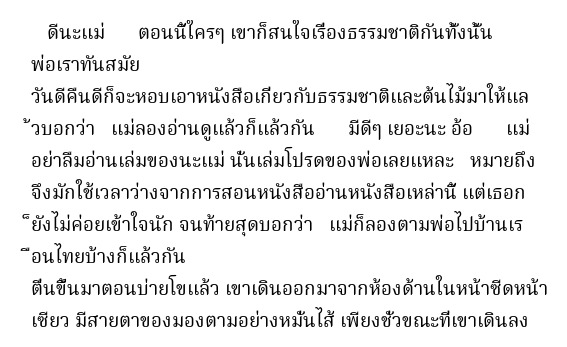 ดีนะแม่ ตอนนี้ใครๆ เขาก็สนใจเรื่องธรรมชาติกันทั้งนั้น
พ่อเราทันสมัย
วันดีคืนดีก็จะหอบเอาหนังสือเกี่ยวกับธรรมชาติและต้นไม้มาให้แล
้วบอกว่า แม่ลองอ่านดูแล้วก็แล้วกัน มีดีๆ เยอะนะ อ้อ แม่
อย่าลืมอ่านเล่มของนะแม่ นั่นเล่มโปรดของพ่อเลยแหละ หมายถึง
จึงมักใช้เวลาว่างจากการสอนหนังสืออ่านหนังสือเหล่านี้ แต่เธอก
็ยังไม่ค่อยเข้าใจนัก จนท้ายสุดบอกว่า แม่ก็ลองตามพ่อไปบ้านเร
ือนไทยบ้างก็แล้วกัน
ตื่นขึ้นมาตอนบ่ายโขแล้ว เขาเดินออกมาจากห้องด้านในหน้าซีดหน้า
เซียว มีสายตาของมองตามอย่างหมั่นไส้ เพียงชั่วขณะที่เขาเดินลง